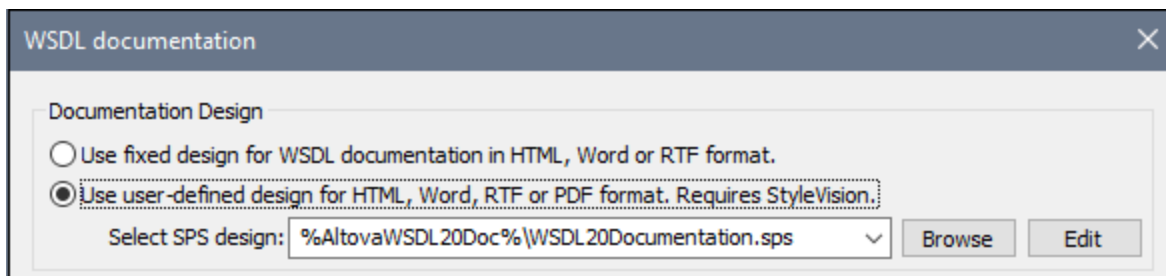 WSDL documentation
Documentation Design
Use fixed design for WSDL documentation in HTML, Word or RTF format.
Use user-defined design for HTML, Word, RTF or PDF format. Requires StyleVision.
Select SPS design: %AltovaWSDL20Doc%\WSDL20Documentation.sps Browse Edit